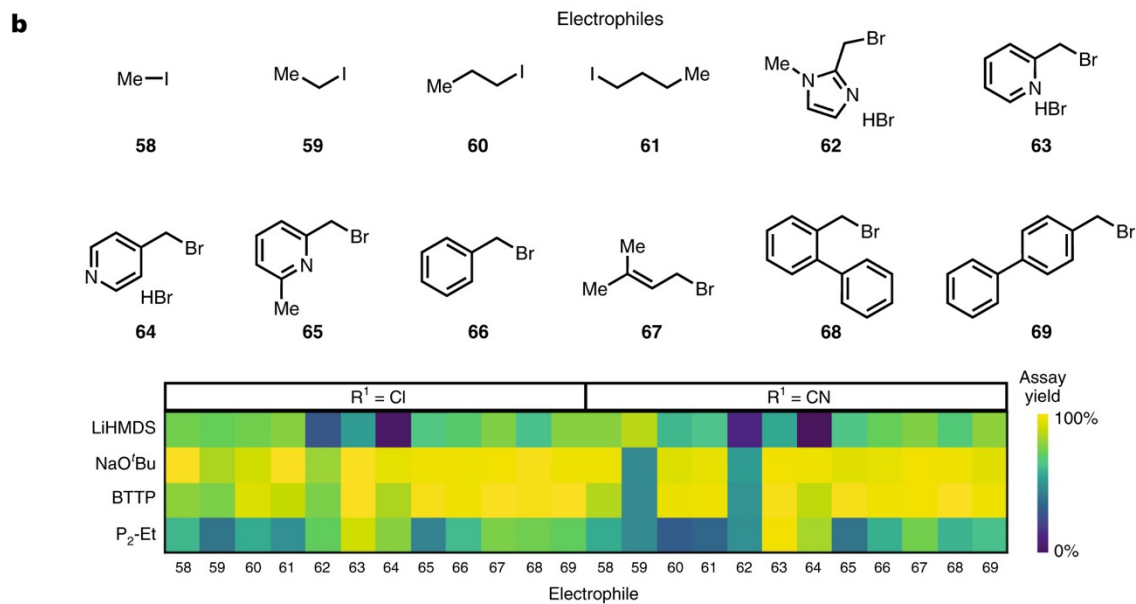 b
Electrophiles
Me I
Me I
Me I
I Me
Me N N Br HBr
N Br HBr
58 59 60 61 62 63
N Br HBr
N Br Me
Br
Me Me Br
Br
Br
64 65 66 67 68 69
R¹ = Cl R¹ = CN
Assay yield
LiHMDS
NaOᵗBu
BTTP
P₂-Et
100%
0%
58 59 60 61 62 63 64 65 66 67 68 69 58 59 60 61 62 63 64 65 66 67 68 69
Electrophile